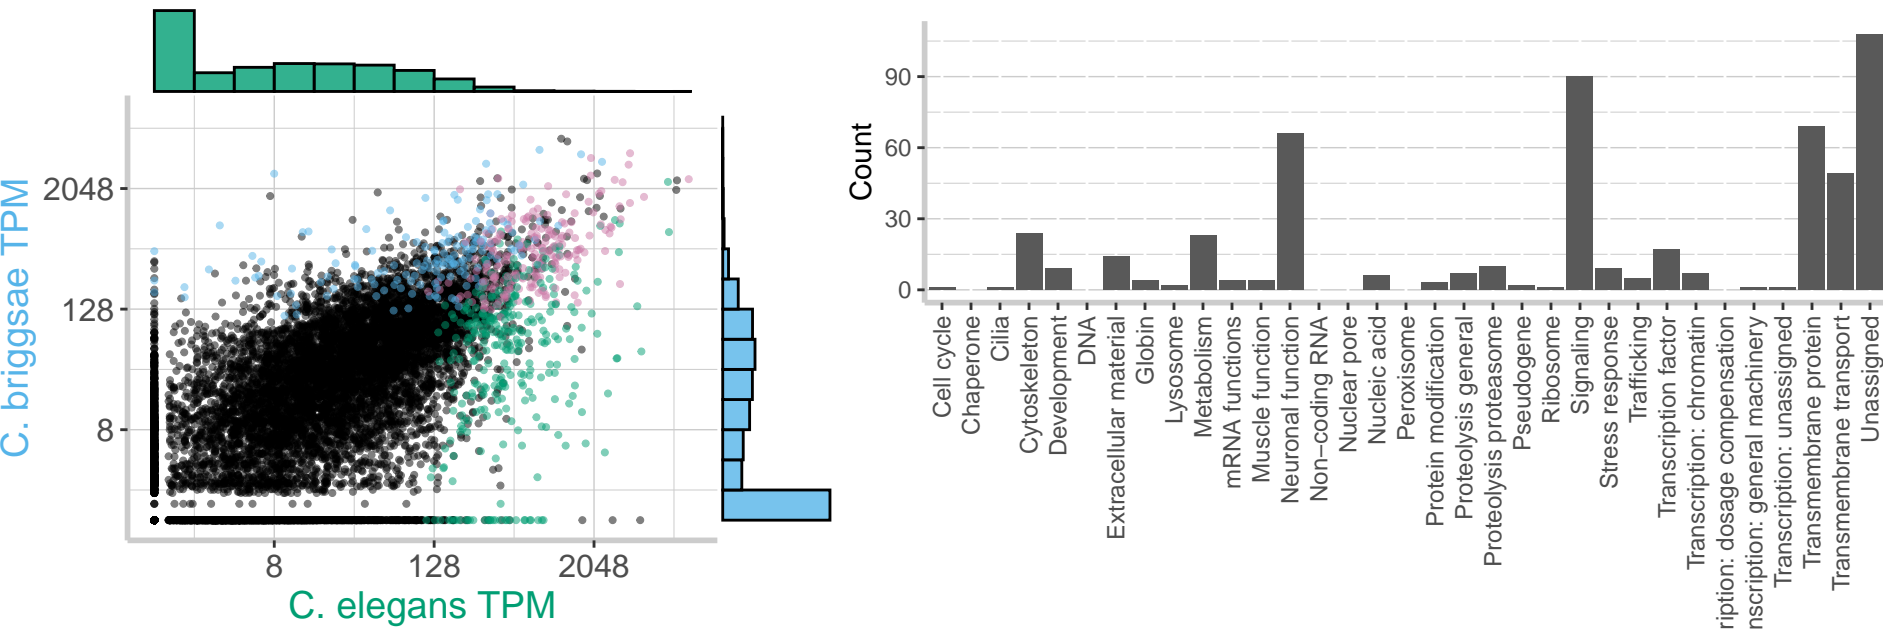 C. briggsae TPM
2048
128
8
8
128
2048
C. elegans TPM
Count
90
60
30
0
Cell cycle
Chaperone
Cilia
Cytoskeleton
Development
DNA
Extracellular material
Globin
Lysosome
Metabolism
mRNA functions
Muscle function
Neuronal function
Non−coding RNA
Nuclear pore
Nucleic acid
Peroxisome
Protein modification
Proteolysis general
Proteolysis proteasome
Pseudogene
Ribosome
Signaling
Stress response
Trafficking
Transcription factor
Transcription: chromatin
ription: dosage compensation
nscription: general machinery
Transcription: unassigned
Transmembrane protein
Transmembrane transport
Unassigned